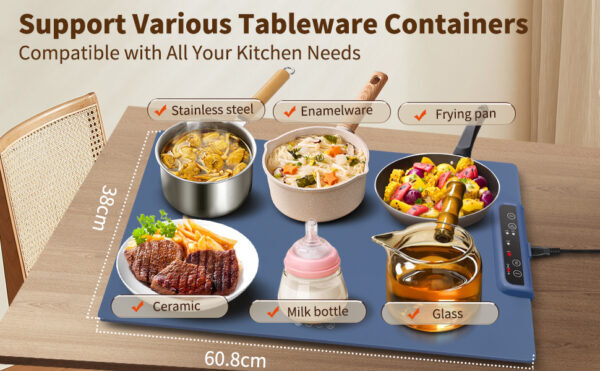 Support Various Tableware Containers
Compatible with All Your Kitchen Needs
Stainless steel
Enamelware
Frying pan
38cm
Ceramic
Milk bottle
Glass
60.8cm